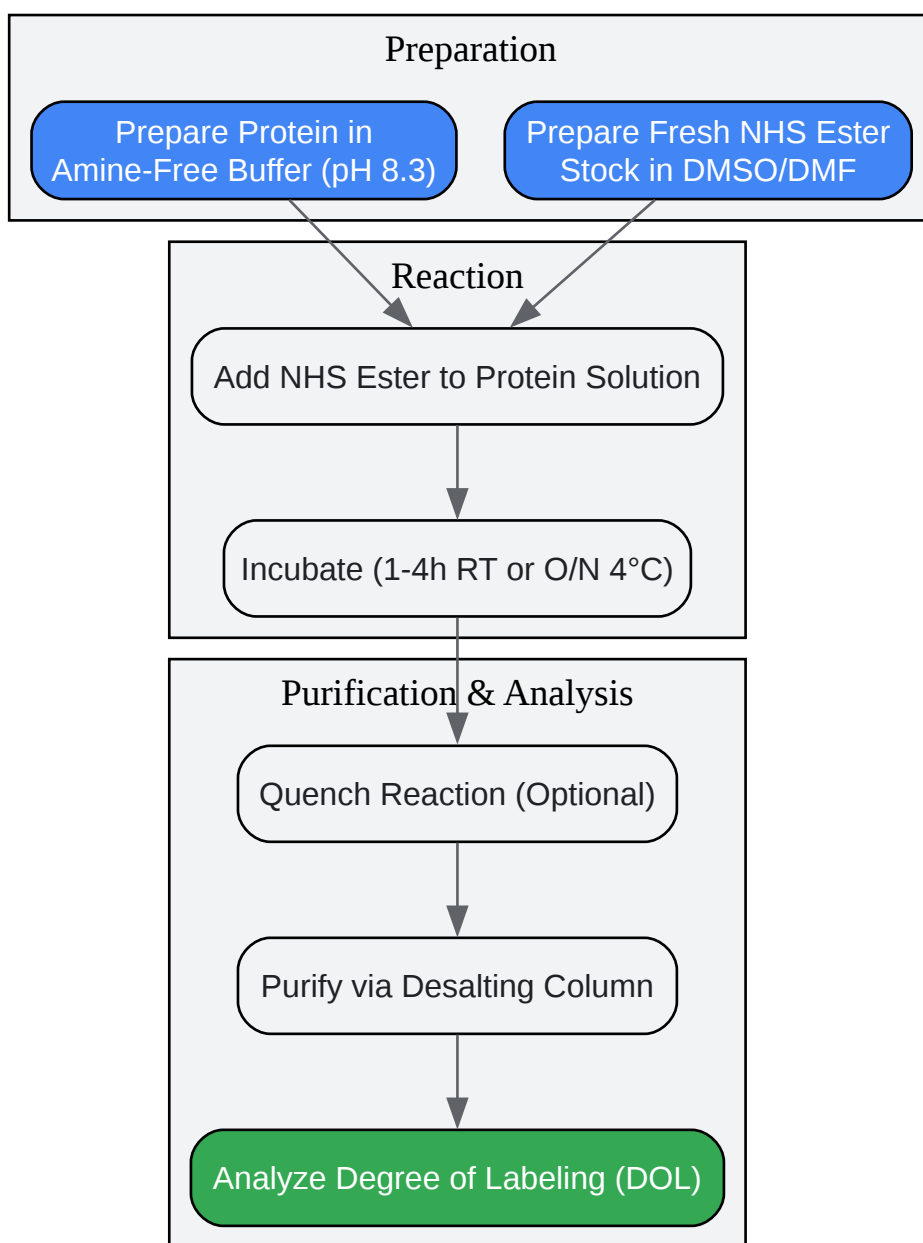 Preparation
Prepare Protein in
Amine-Free Buffer (pH 8.3)
Prepare Fresh NHS Ester
Stock in DMSO/DMF
Reaction
Add NHS Ester to Protein Solution
Incubate (1-4h RT or O/N 4°C)
Purification & Analysis
Quench Reaction (Optional)
Purify via Desalting Column
Analyze Degree of Labeling (DOL)